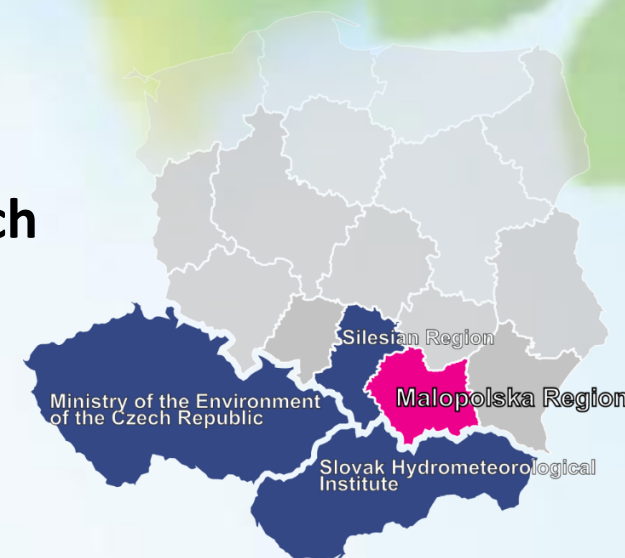 ch
Silesian Region
Malopolska Region
Ministry of the Environment
of the Czech Republic
Slovak Hydrometeorological
Institute